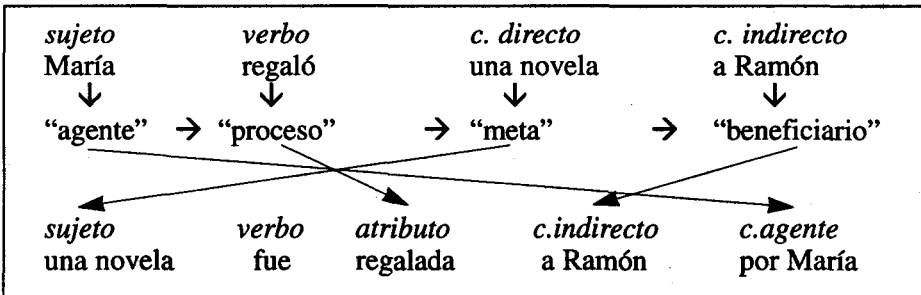 sujeto verbo c. directo c. indirecto
María regaló una novela a Ramón
“agente” “proceso” “meta” “beneficiario”
sujeto verbo atributo c.indirecto c.agente
una novela fue regalada a Ramón por María